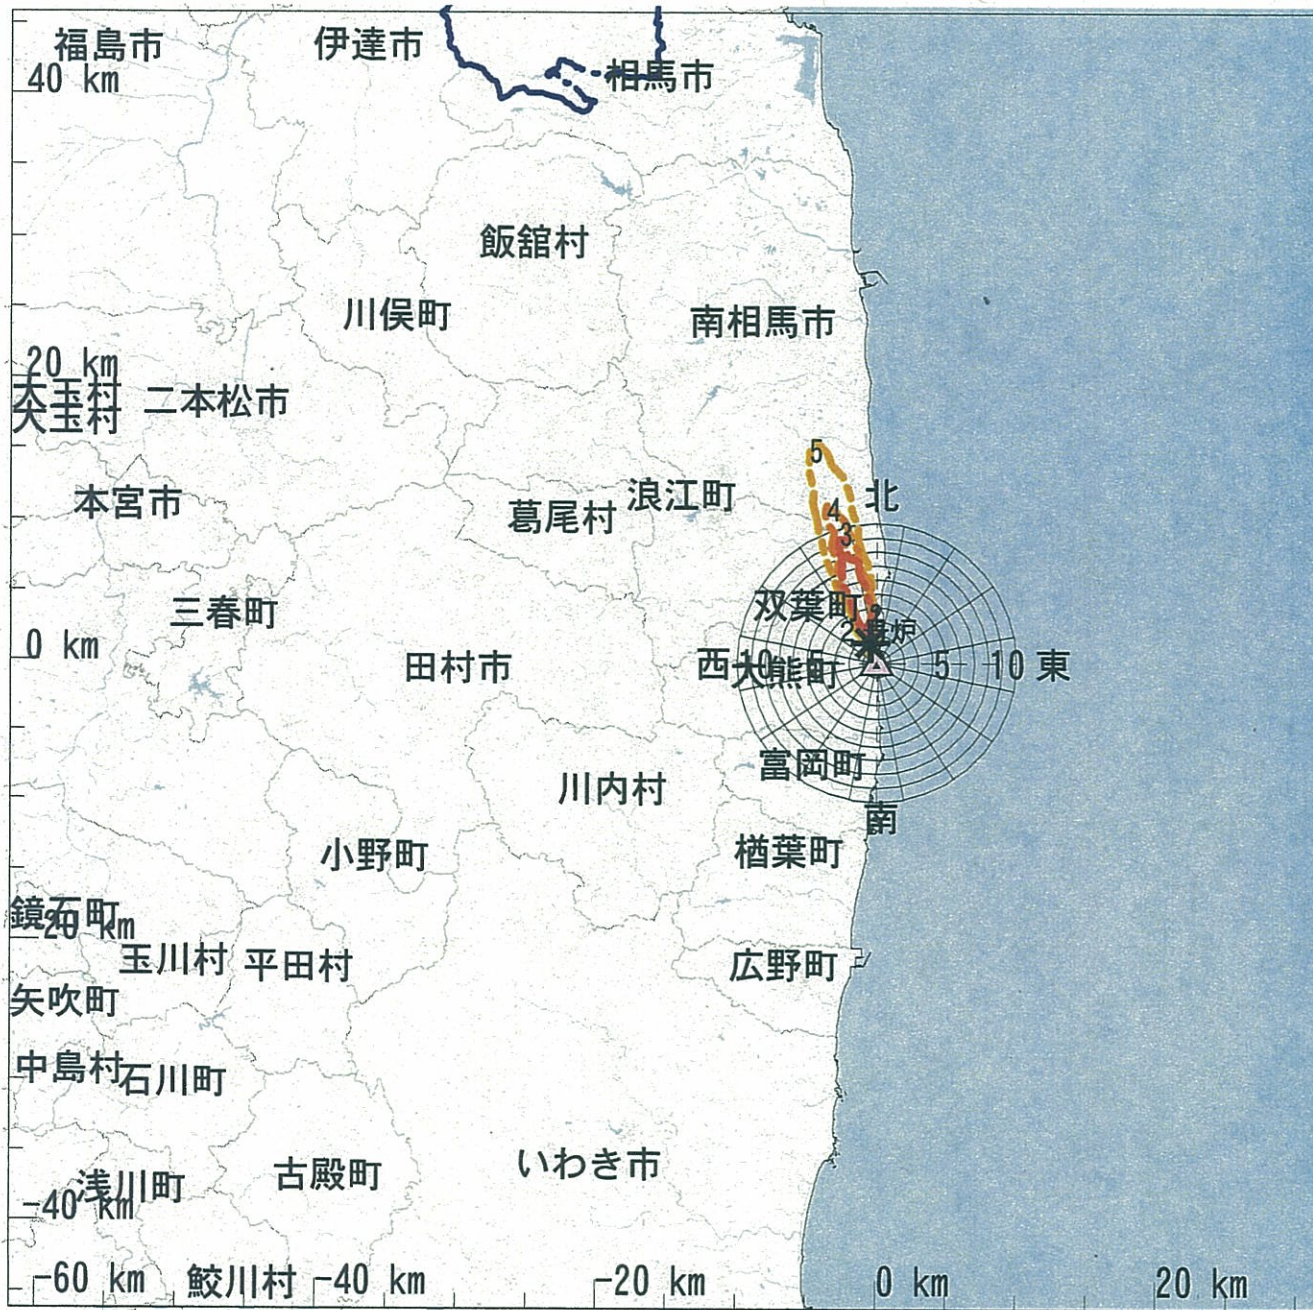 福島市
伊達市
相馬市
40 km
飯舘村
川俣町
南相馬市
20 km
大玉村
二本松市
大玉村
5
本宮市
葛尾村
浪江町
北
4
3
三春町
双葉町
2
0 km
田村市
西
10
5
大熊町
5
10
東
富岡町
川内村
南
小野町
楢葉町
鏡石町
-20 km
玉川村
平田村
広野町
矢吹町
中島村
石川町
いわき市
古殿町
浅川町
-40 km
-60 km
鮫川村
-40 km
-20 km
0 km
20 km